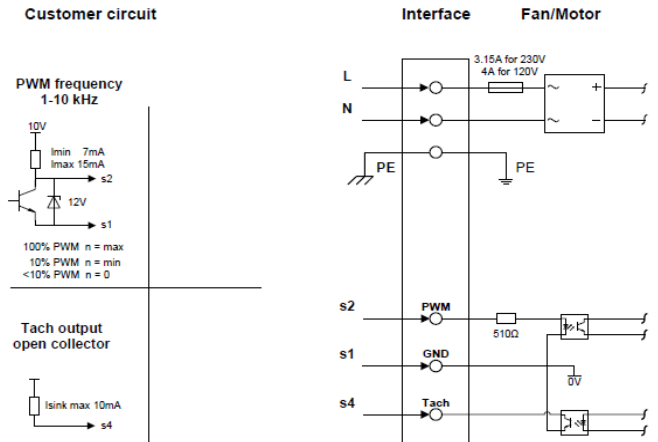 Customer circuit
Interface
Fan/Motor
PWM frequency
1-10 kHz
10V
Imin 7mA
Imax 15mA
s2
12V
s1
100% PWM n = max
10% PWM n = min
<10% PWM n = 0
Tach output
open collector
Isink max 10mA
s4
3.15A for 230V
4A for 120V
L
~ +
N
~ −
PE
PE
s2
PWM
510Ω
s1
GND
0V
s4
Tach